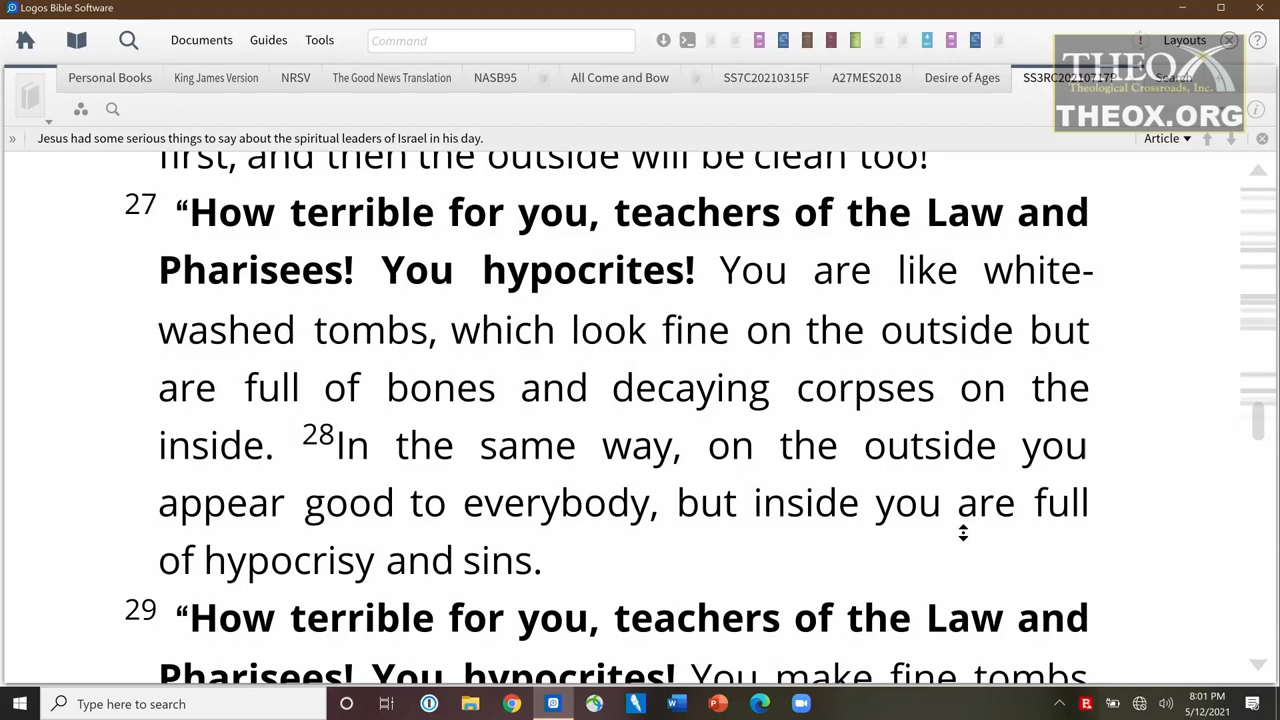 Logos Bible Software
Documents Guides Tools Command Layouts
THEOX
Theological Crossroads, Inc.
THEOX.ORG
Personal Books King James Version NRSV The Good News Translation NASB95 All Come and Bow SS7C20210315F A27MES2018 Desire of Ages SS3RC20210717P Search
» Jesus had some serious things to say about the spiritual leaders of Israel in his day. Article
first, and then the outside will be clean too!
27 “How terrible for you, teachers of the Law and
Pharisees! You hypocrites! You are like white-
washed tombs, which look fine on the outside but
are full of bones and decaying corpses on the
inside. 28In the same way, on the outside you
appear good to everybody, but inside you are full
of hypocrisy and sins.
29 “How terrible for you, teachers of the Law and
Pharisees! You hypocrites! You make fine tombs
Type here to search
8:01 PM
5/12/2021